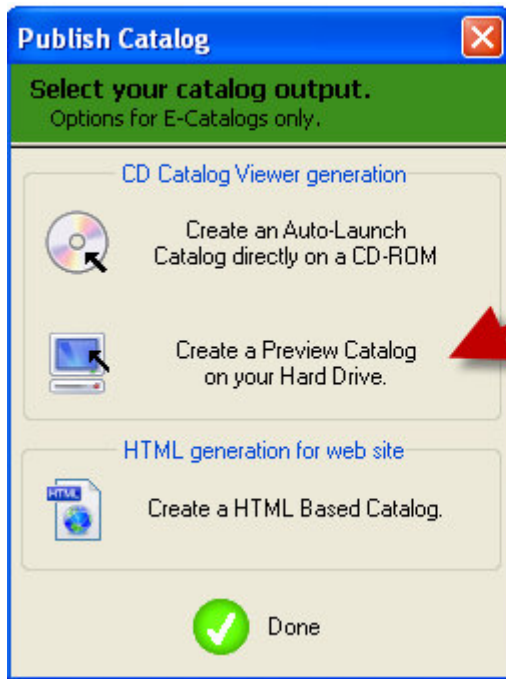 Publish Catalog
Select your catalog output.
Options for E-Catalogs only.
CD Catalog Viewer generation
Create an Auto-Launch
Catalog directly on a CD-ROM
Create a Preview Catalog
on your Hard Drive.
HTML generation for web site
HTML
Create a HTML Based Catalog.
Done